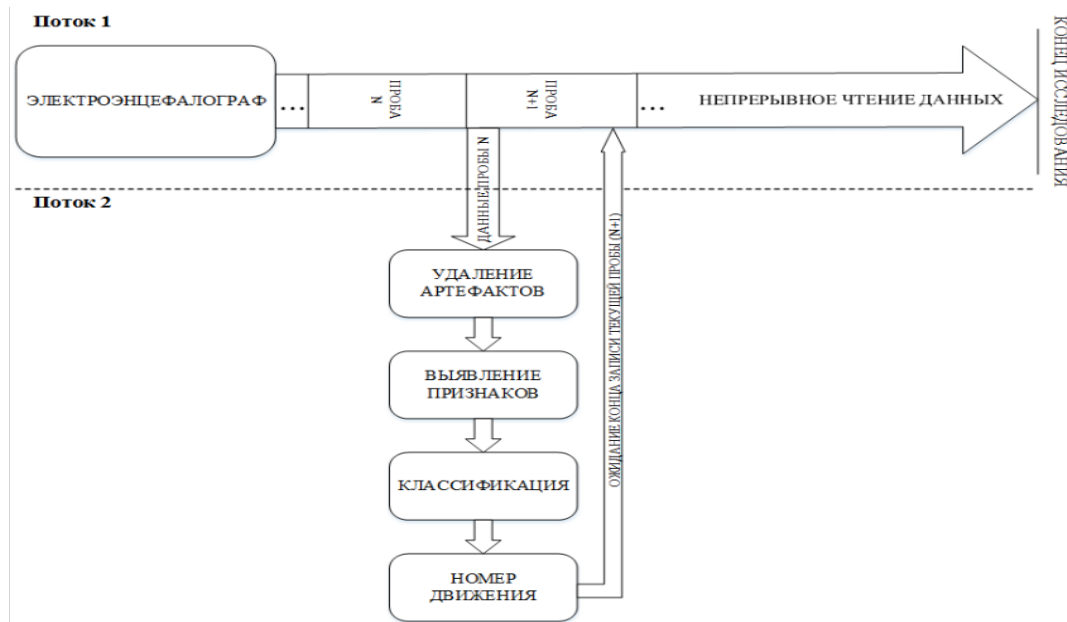 Поток 1
ЭЛЕКТРОЭНЦЕФАЛОГРАФ
...
ПРОБА
N
ПРОБА
N+1
...
НЕПРЕРЫВНОЕ ЧТЕНИЕ ДАННЫХ
КОНЕЦ ИССЛЕДОВАНИЯ
Поток 2
ДАННЫЕ ПРОБЫ N
УДАЛЕНИЕ
АРТЕФАКТОВ
ВЫЯВЛЕНИЕ
ПРИЗНАКОВ
КЛАССИФИКАЦИЯ
НОМЕР
ДВИЖЕНИЯ
ОЖИДАНИЕ КОНЦА ЗАПИСИ ТЕКУЩЕЙ ПРОБЫ (N+1)